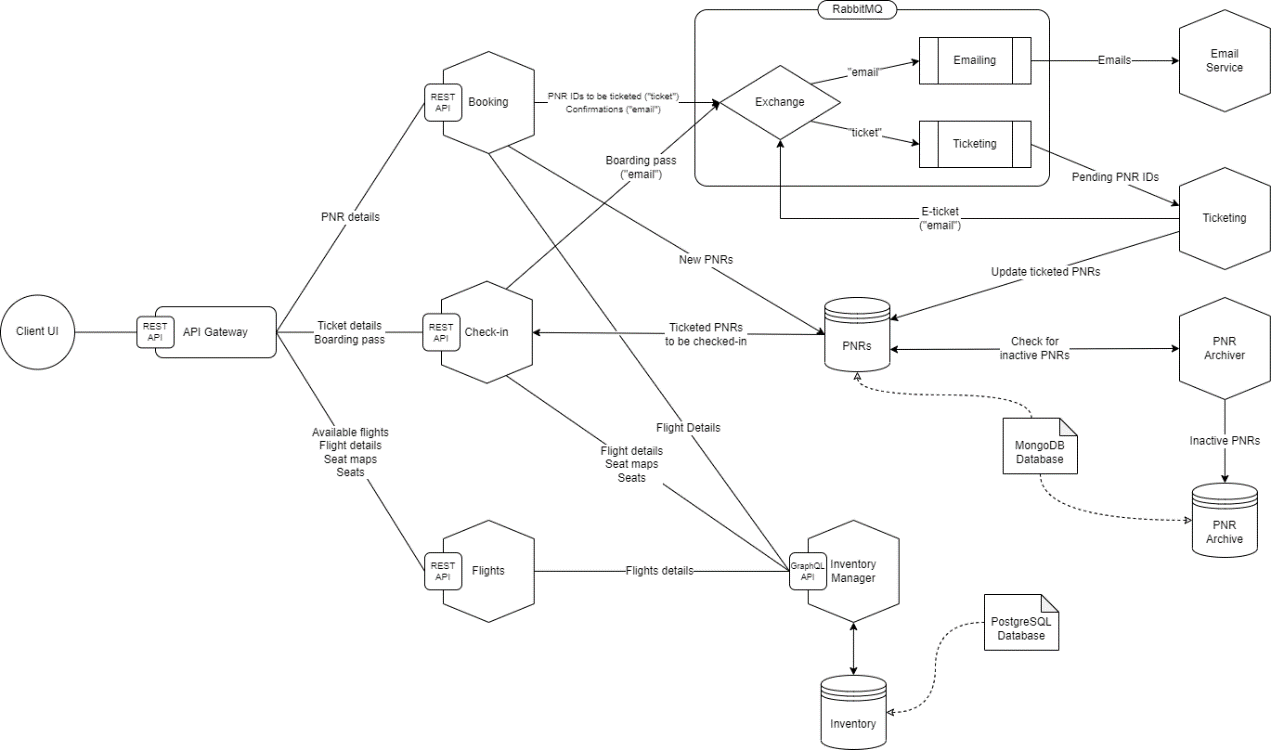 RabbitMQ
REST
API
Booking
PNR IDs to be ticketed ("ticket")
Confirmations ("email")
Exchange
"email"
"ticket"
Emailing
Ticketing
Emails
Email
Service
Boarding pass
("email")
Pending PNR IDs
E-ticket
("email")
Ticketing
PNR details
New PNRs
Update ticketed PNRs
Client UI
REST
API
API Gateway
Ticket details
Boarding pass
REST
API
Check-in
Ticketed PNRs
to be checked-in
PNRs
Check for
inactive PNRs
PNR
Archiver
Available flights
Flight details
Seat maps
Seats
Flight Details
Flight details
Seat maps
Seats
MongoDB
Database
Inactive PNRs
PNR
Archive
REST
API
Flights
Flights details
GraphQL
API
Inventory
Manager
PostgreSQL
Database
Inventory